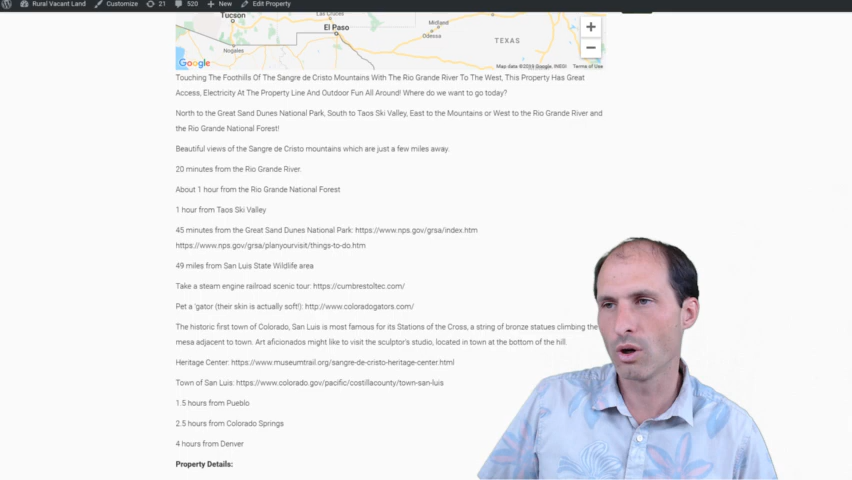 Rural Vacant Land Customize 21 520 New Edit Property
Tucson
Las Cruces
El Paso
Midland
Odessa
TEXAS
Nogales
Google
Map data ©2019 Google, INEGI Terms of Use
Touching The Foothills Of The Sangre de Cristo Mountains With The Rio Grande River To The West, This Property Has Great
Access, Electricity At The Property Line And Outdoor Fun All Around! Where do we want to go today?
North to the Great Sand Dunes National Park, South to Taos Ski Valley, East to the Mountains or West to the Rio Grande River and
the Rio Grande National Forest!
Beautiful views of the Sangre de Cristo mountains which are just a few miles away.
20 minutes from the Rio Grande River.
About 1 hour from the Rio Grande National Forest
1 hour from Taos Ski Valley
45 minutes from the Great Sand Dunes National Park: https://www.nps.gov/grsa/index.htm
https://www.nps.gov/grsa/planyourvisit/things-to-do.htm
49 miles from San Luis State Wildlife area
Take a steam engine railroad scenic tour: https://cumbrestoltec.com/
Pet a 'gator (their skin is actually soft!): http://www.coloradogators.com/
The historic first town of Colorado, San Luis is most famous for its Stations of the Cross, a string of bronze statues climbing the
mesa adjacent to town. Art aficionados might like to visit the sculptor's studio, located in town at the bottom of the hill.
Heritage Center: https://www.museumtrail.org/sangre-de-cristo-heritage-center.html
Town of San Luis: https://www.colorado.gov/pacific/costillacounty/town-san-luis
1.5 hours from Pueblo
2.5 hours from Colorado Springs
4 hours from Denver
Property Details: